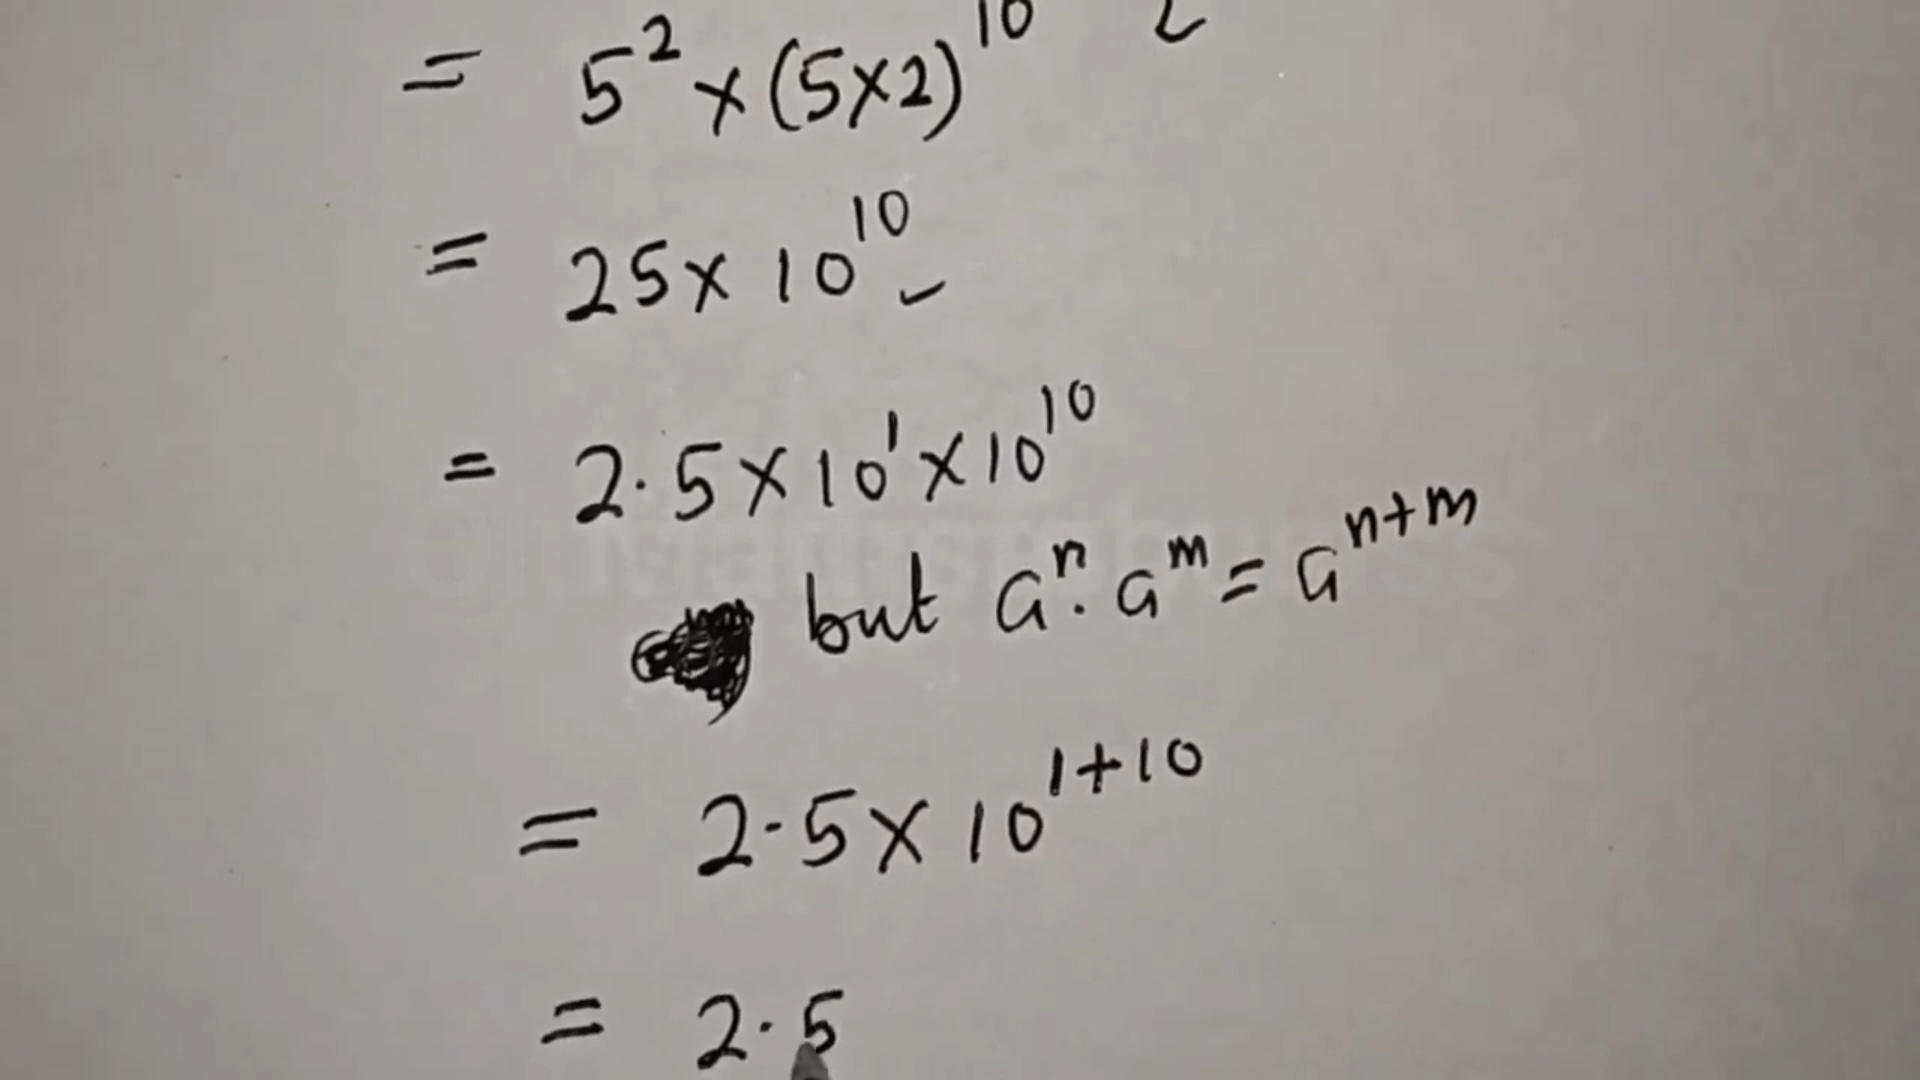 = 5² × (5×2)¹⁰
= 25 × 10¹⁰
= 2.5 × 10¹ × 10¹⁰
but aⁿ · aᵐ = aⁿ⁺ᵐ
= 2.5 × 10¹⁺¹⁰
= 2.5